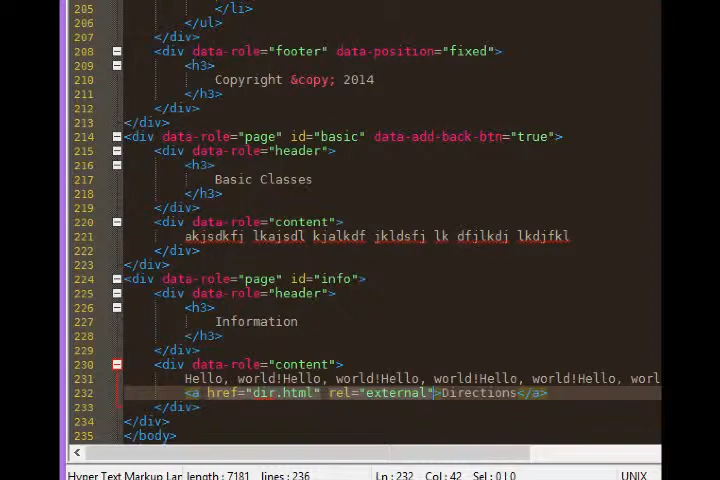 205 </li>
206 </ul>
207 </div>
208 <div data-role="footer" data-position="fixed">
209 <h3>
210 Copyright &copy; 2014
211 </h3>
212 </div>
213 </div>
214 <div data-role="page" id="basic" data-add-back-btn="true">
215 <div data-role="header">
216 <h3>
217 Basic Classes
218 </h3>
219 </div>
220 <div data-role="content">
221 akjsdkfj lkajsdl kjalkdf jkldsfj lk dfjlkdj lkdjfkl
222 </div>
223 </div>
224 <div data-role="page" id="info">
225 <div data-role="header">
226 <h3>
227 Information
228 </h3>
229 </div>
230 <div data-role="content">
231 Hello, world!Hello, world!Hello, world!Hello, world!Hello, worl
232 <a href="dir.html" rel="external">Directions</a>
233 </div>
234 </div>
235 </body>
Hyper Text Markup Lan length : 7181 lines : 236 Ln : 232 Col : 42 Sel : 0 | 0 UNIX